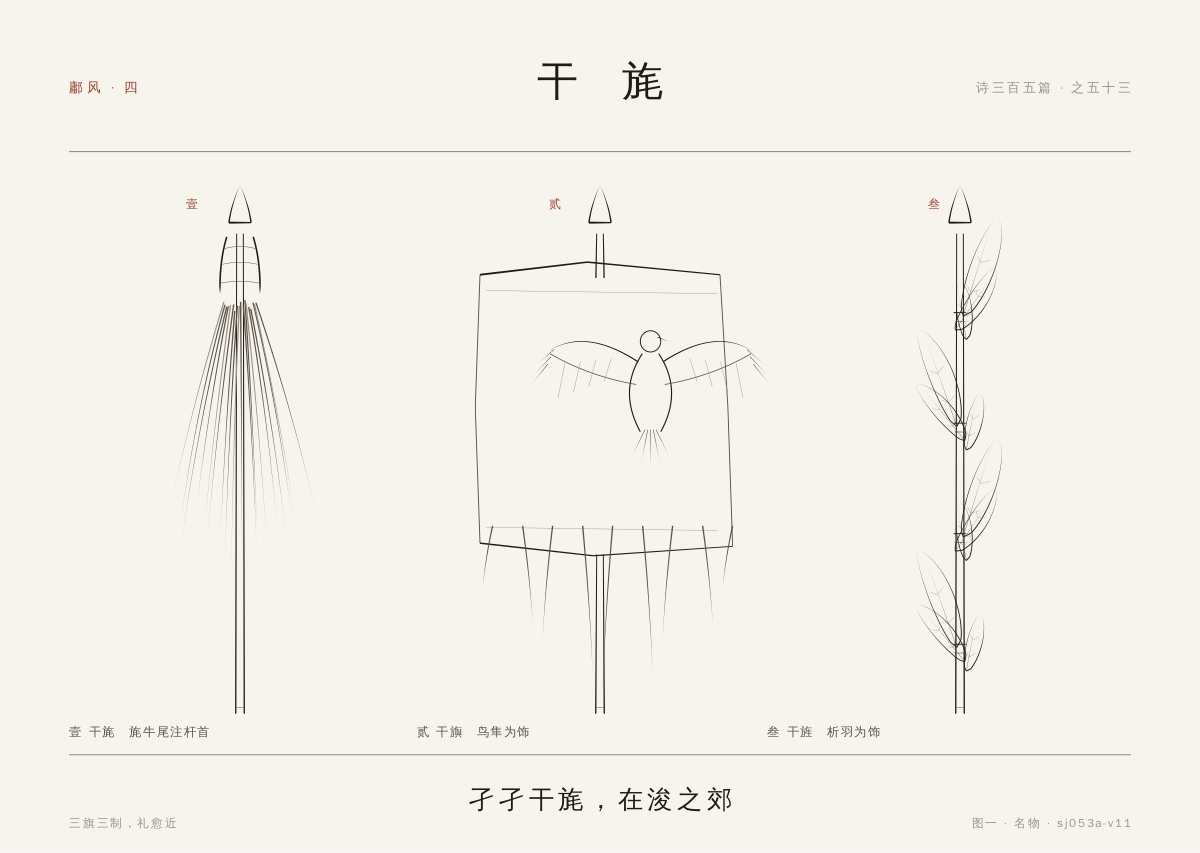 鄘风 · 四
干 旄
诗三百五篇 · 之五十三
壹
贰
叁
壹 干旄 旄牛尾注杆首
贰 干旟 鸟隼为饰
叁 干旌 析羽为饰
孑孑干旄，在浚之郊
三旗三制，礼愈近
图一 · 名物 · sj053a-v11